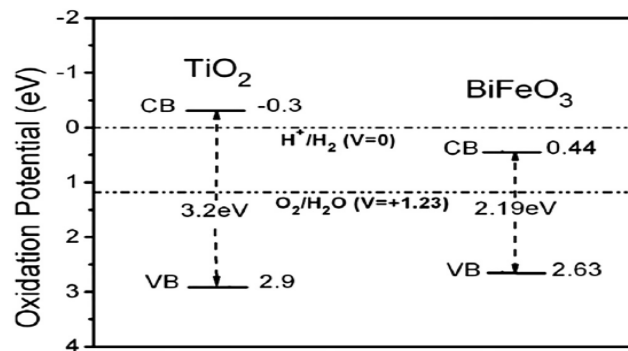 Oxidation Potential (eV)
-2
-1
0
1
2
3
4
TiO₂
CB -0.3
H⁺/H₂ (V=0)
3.2eV
O₂/H₂O (V=+1.23)
VB 2.9
BiFeO₃
CB 0.44
2.19eV
VB 2.63